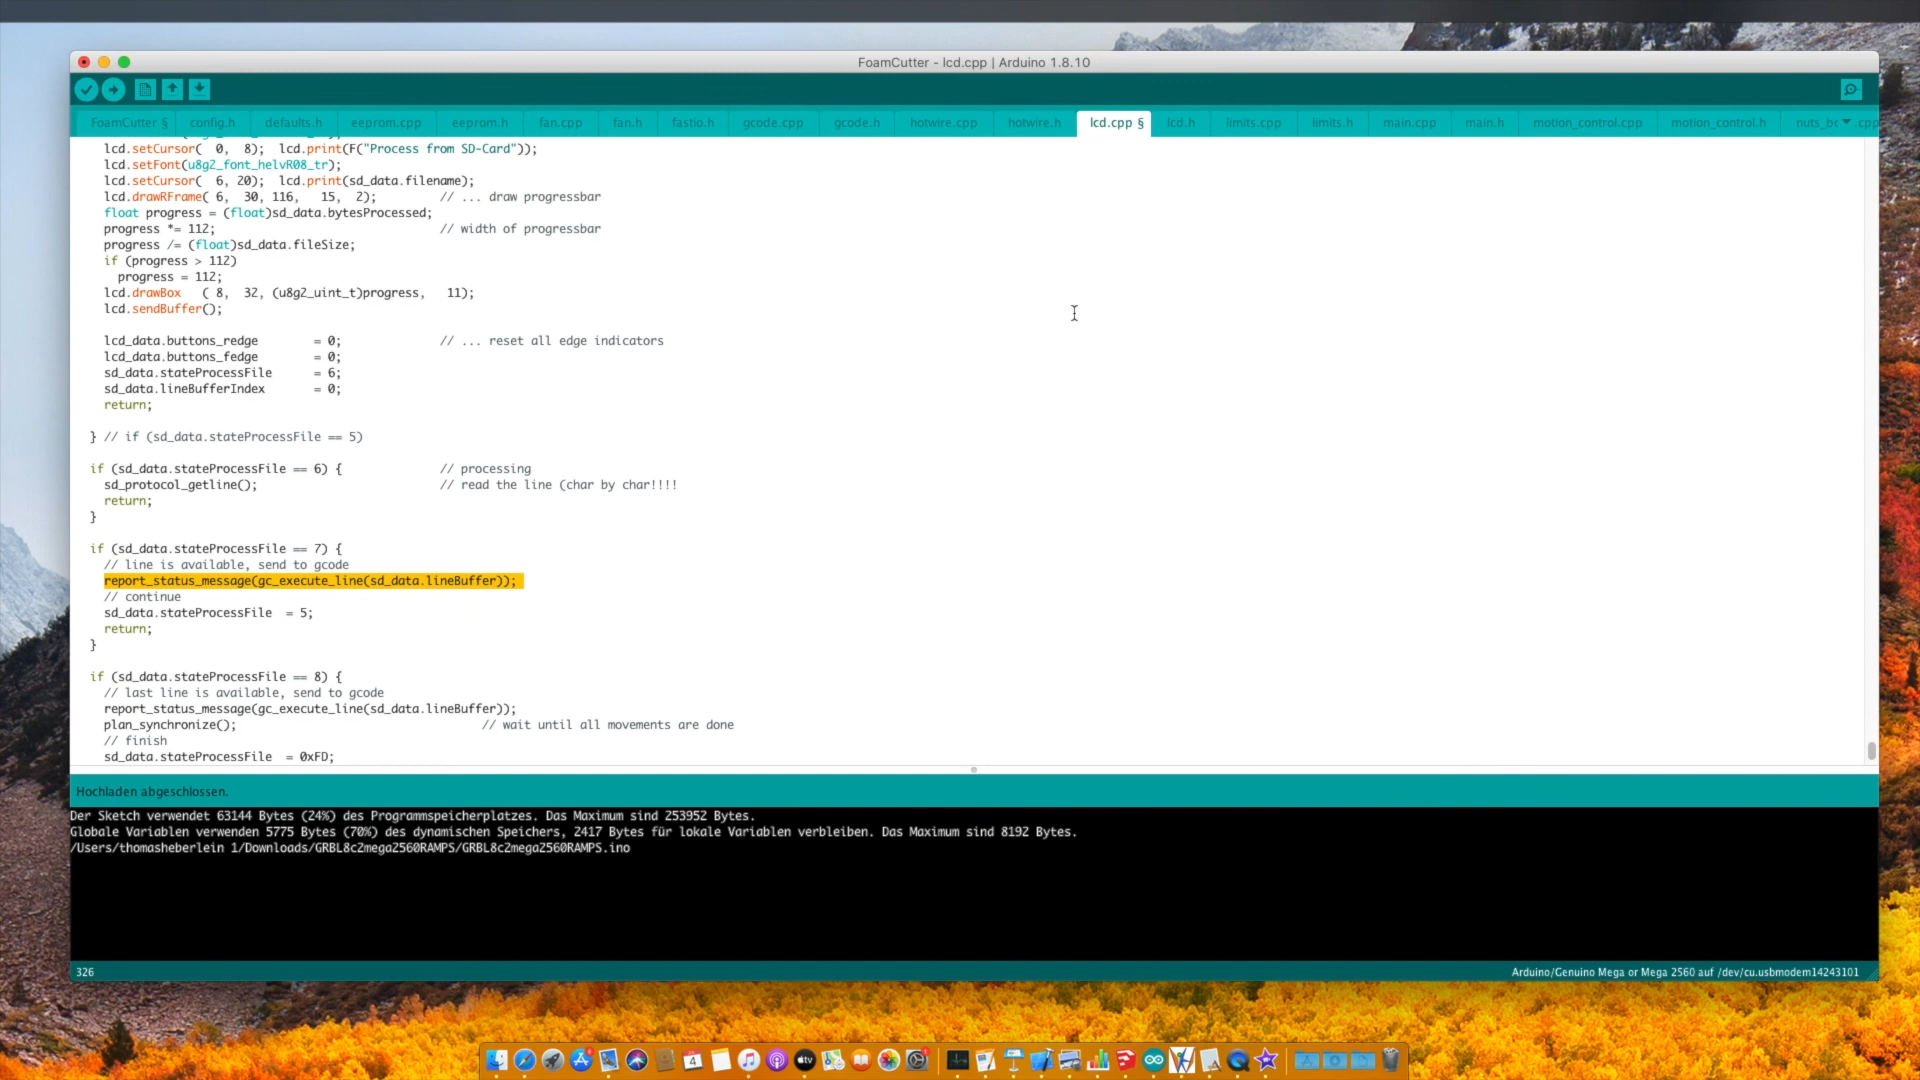 FoamCutter - lcd.cpp | Arduino 1.8.10
FoamCutter § config.h defaults.h eeprom.cpp eeprom.h fan.cpp fan.h fastio.h gcode.cpp gcode.h hotwire.cpp hotwire.h lcd.cpp § lcd.h limits.cpp limits.h main.cpp main.h motion_control.cpp motion_control.h nuts_bc .cpp
lcd.setCursor( 0, 8); lcd.print(F("Process from SD-Card"));
lcd.setFont(u8g2_font_helvR08_tr);
lcd.setCursor( 6, 20); lcd.print(sd_data.filename);
lcd.drawRFrame( 6, 30, 116, 15, 2); // ... draw progressbar
float progress = (float)sd_data.bytesProcessed;
progress *= 112; // width of progressbar
progress /= (float)sd_data.fileSize;
if (progress > 112)
progress = 112;
lcd.drawBox ( 8, 32, (u8g2_uint_t)progress, 11);
lcd.sendBuffer();
lcd_data.buttons_redge = 0; // ... reset all edge indicators
lcd_data.buttons_fedge = 0;
sd_data.stateProcessFile = 6;
sd_data.lineBufferIndex = 0;
return;
} // if (sd_data.stateProcessFile == 5)
if (sd_data.stateProcessFile == 6) { // processing
sd_protocol_getline(); // read the line (char by char!!!!
return;
}
if (sd_data.stateProcessFile == 7) {
// line is available, send to gcode
report_status_message(gc_execute_line(sd_data.lineBuffer));
// continue
sd_data.stateProcessFile = 5;
return;
}
if (sd_data.stateProcessFile == 8) {
// last line is available, send to gcode
report_status_message(gc_execute_line(sd_data.lineBuffer));
plan_synchronize(); // wait until all movements are done
// finish
sd_data.stateProcessFile = 0xFD;
Hochladen abgeschlossen.
Der Sketch verwendet 63144 Bytes (24%) des Programmspeicherplatzes. Das Maximum sind 253952 Bytes.
Globale Variablen verwenden 5775 Bytes (70%) des dynamischen Speichers, 2417 Bytes für lokale Variablen verbleiben. Das Maximum sind 8192 Bytes.
/Users/thomasheberlein 1/Downloads/GRBL8c2mega2560RAMPS/GRBL8c2mega2560RAMPS.ino
326
Arduino/Genuino Mega or Mega 2560 auf /dev/cu.usbmodem14243101
4
tv